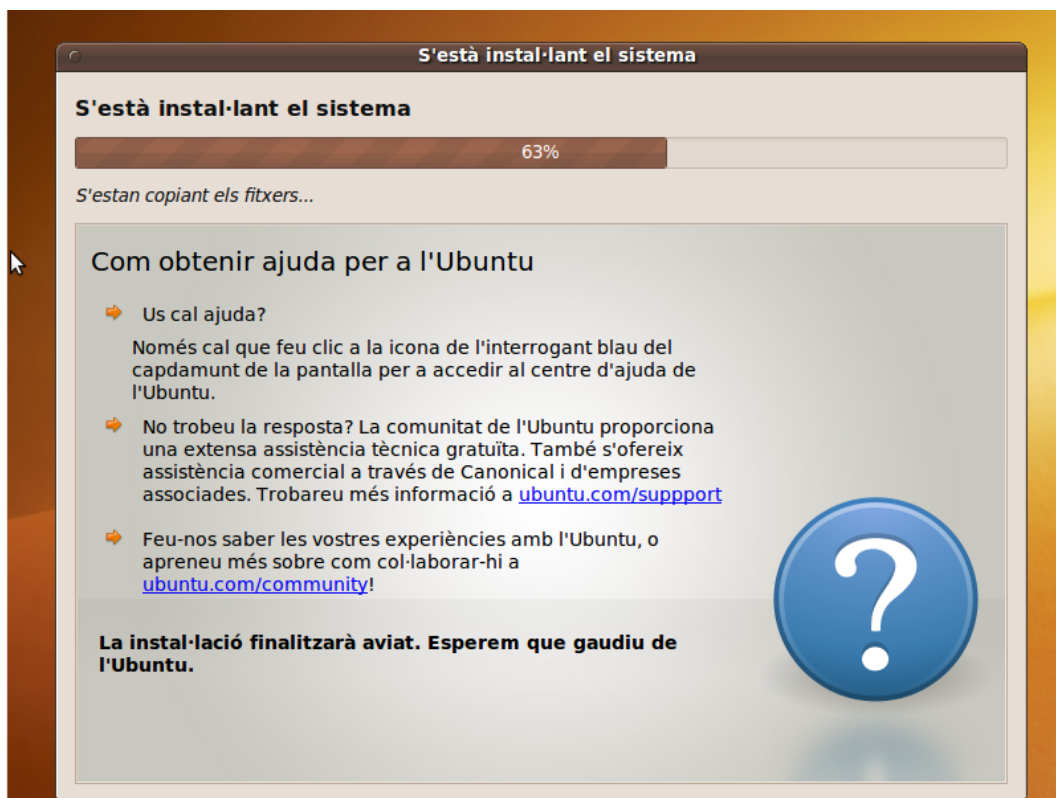 S'està instal·lant el sistema
S'està instal·lant el sistema
63%
S'estan copiant els fitxers...
Com obtenir ajuda per a l'Ubuntu
Us cal ajuda?
Només cal que feu clic a la icona de l'interrogant blau del
capdamunt de la pantalla per a accedir al centre d'ajuda de
l'Ubuntu.
No trobeu la resposta? La comunitat de l'Ubuntu proporciona
una extensa assistència tècnica gratuïta. També s'ofereix
assistència comercial a través de Canonical i d'empreses
associades. Trobareu més informació a ubuntu.com/suppport
Feu-nos saber les vostres experiències amb l'Ubuntu, o
apreneu més sobre com col·laborar-hi a
ubuntu.com/community!
La instal·lació finalitzarà aviat. Esperem que gaudiu de
l'Ubuntu.
?